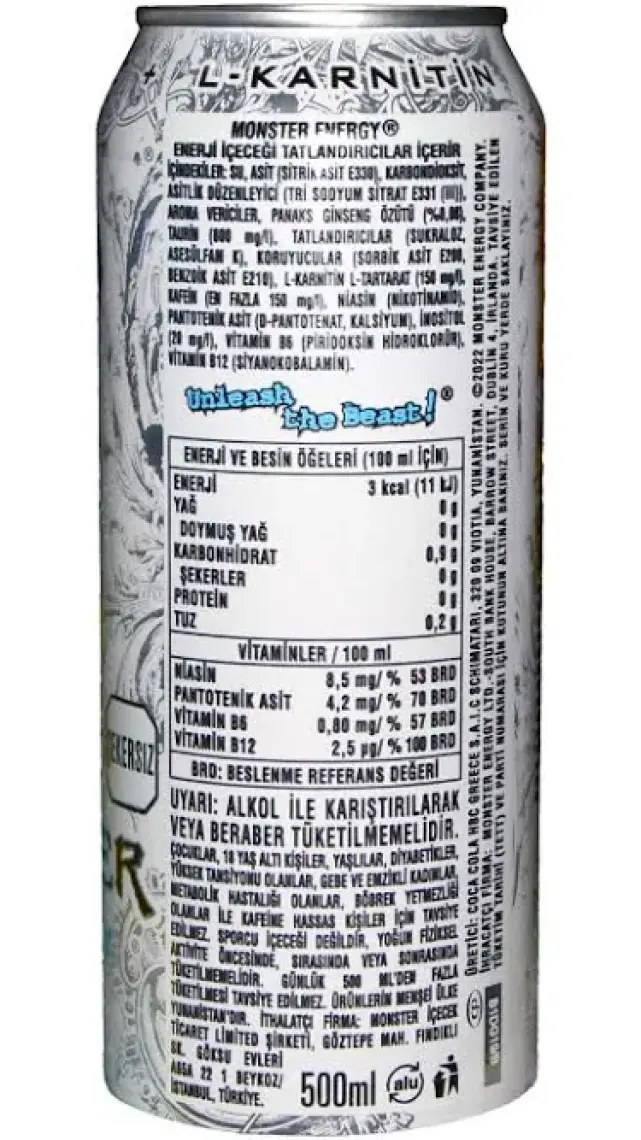 + L-KARNİTİN
MONSTER ENERGY®
ENERJİ İÇECEĞİ TATLANDIRICILAR İÇERİR
İÇİNDEKİLER: SU, ASİT (SİTRİK ASİT E330), KARBONDİOKSİT,
ASİTLİK DÜZENLEYİCİ (TRİ SODYUM SİTRAT E331 (III)),
AROMA VERİCİLER, PANAKS GİNSENG ÖZÜTÜ (%0,08),
TAURİN (800 mg/l), TATLANDIRICILAR (SUKRALOZ,
ASESÜLFAM K), KORUYUCULAR (SORBİK ASİT E200,
BENZOİK ASİT E210), L-KARNİTİN L-TARTARAT (150 mg/l),
KAFEİN (EN FAZLA 150 mg/l), NİASİN (NİKOTİNAMİD),
PANTOTENİK ASİT (D-PANTOTENAT, KALSİYUM), İNOSİTOL
(20 mg/l), VİTAMİN B6 (PİRİDOKSİN HİDROKLORÜR),
VİTAMİN B12 (SİYANOKOBALAMİN).
Unleash
the Beast!®
ENERJİ VE BESİN ÖĞELERİ (100 ml İÇİN)
ENERJİ 3 kcal (11 kJ)
YAĞ 0 g
DOYMUŞ YAĞ 0 g
KARBONHİDRAT 0,9 g
ŞEKERLER 0 g
PROTEİN 0 g
TUZ 0,2 g
VİTAMİNLER / 100 ml
NİASİN 8,5 mg/ % 53 BRD
PANTOTENİK ASİT 4,2 mg/ % 70 BRD
VİTAMİN B6 0,80 mg/ % 57 BRD
VİTAMİN B12 2,5 µg/ % 100 BRD
BRD: BESLENME REFERANS DEĞERİ
UYARI: ALKOL İLE KARIŞTIRILARAK
VEYA BERABER TÜKETİLMEMELİDİR.
ÇOCUKLAR, 18 YAŞ ALTI KİŞİLER, YAŞLILAR, DİYABETİKLER,
YÜKSEK TANSİYONU OLANLAR, GEBE VE EMZİKLİ KADINLAR,
METABOLİK HASTALIĞI OLANLAR, BÖBREK YETMEZLİĞİ
OLANLAR İLE KAFEİNE HASSAS KİŞİLER İÇİN TAVSİYE
EDİLMEZ. SPORCU İÇECEĞİ DEĞİLDİR, YOĞUN FİZİKSEL
AKTİVİTE ÖNCESİNDE, SIRASINDA VEYA SONRASINDA
TÜKETİLMEMELİDİR. GÜNLÜK 500 ML'DEN FAZLA
TÜKETİLMESİ TAVSİYE EDİLMEZ. ÜRÜNLERİN MENŞEİ ÜLKE
YUNANİSTAN'DIR. İTHALATÇI FİRMA: MONSTER İÇECEK
TİCARET LİMİTED ŞİRKETİ, GÖZTEPE MAH. FINDIKLI
SK. GÖKSU EVLERİ
A88A 22 1 BEYKOZ/
İSTANBUL, TÜRKİYE.
500ml
alu
ÜRETİCİ: COCA COLA HBC GREECE S.A.I.C SCHIMATARI, 320 09 VIOTIA, YUNANİSTAN. ©2022 MONSTER ENERGY COMPANY.
İHRACATÇI FİRMA: MONSTER ENERGY LTD.-SOUTH BANK HOUSE, BARROW STREET, DUBLIN 4, İRLANDA. TAVSİYE EDİLEN
TÜKETİM TARİHİ (TETT) VE PARTİ NUMARASI İÇİN KUTUNUN ALTINA BAKINIZ. SERİN VE KURU YERDE SAKLAYINIZ.
EKERSIZ
ER